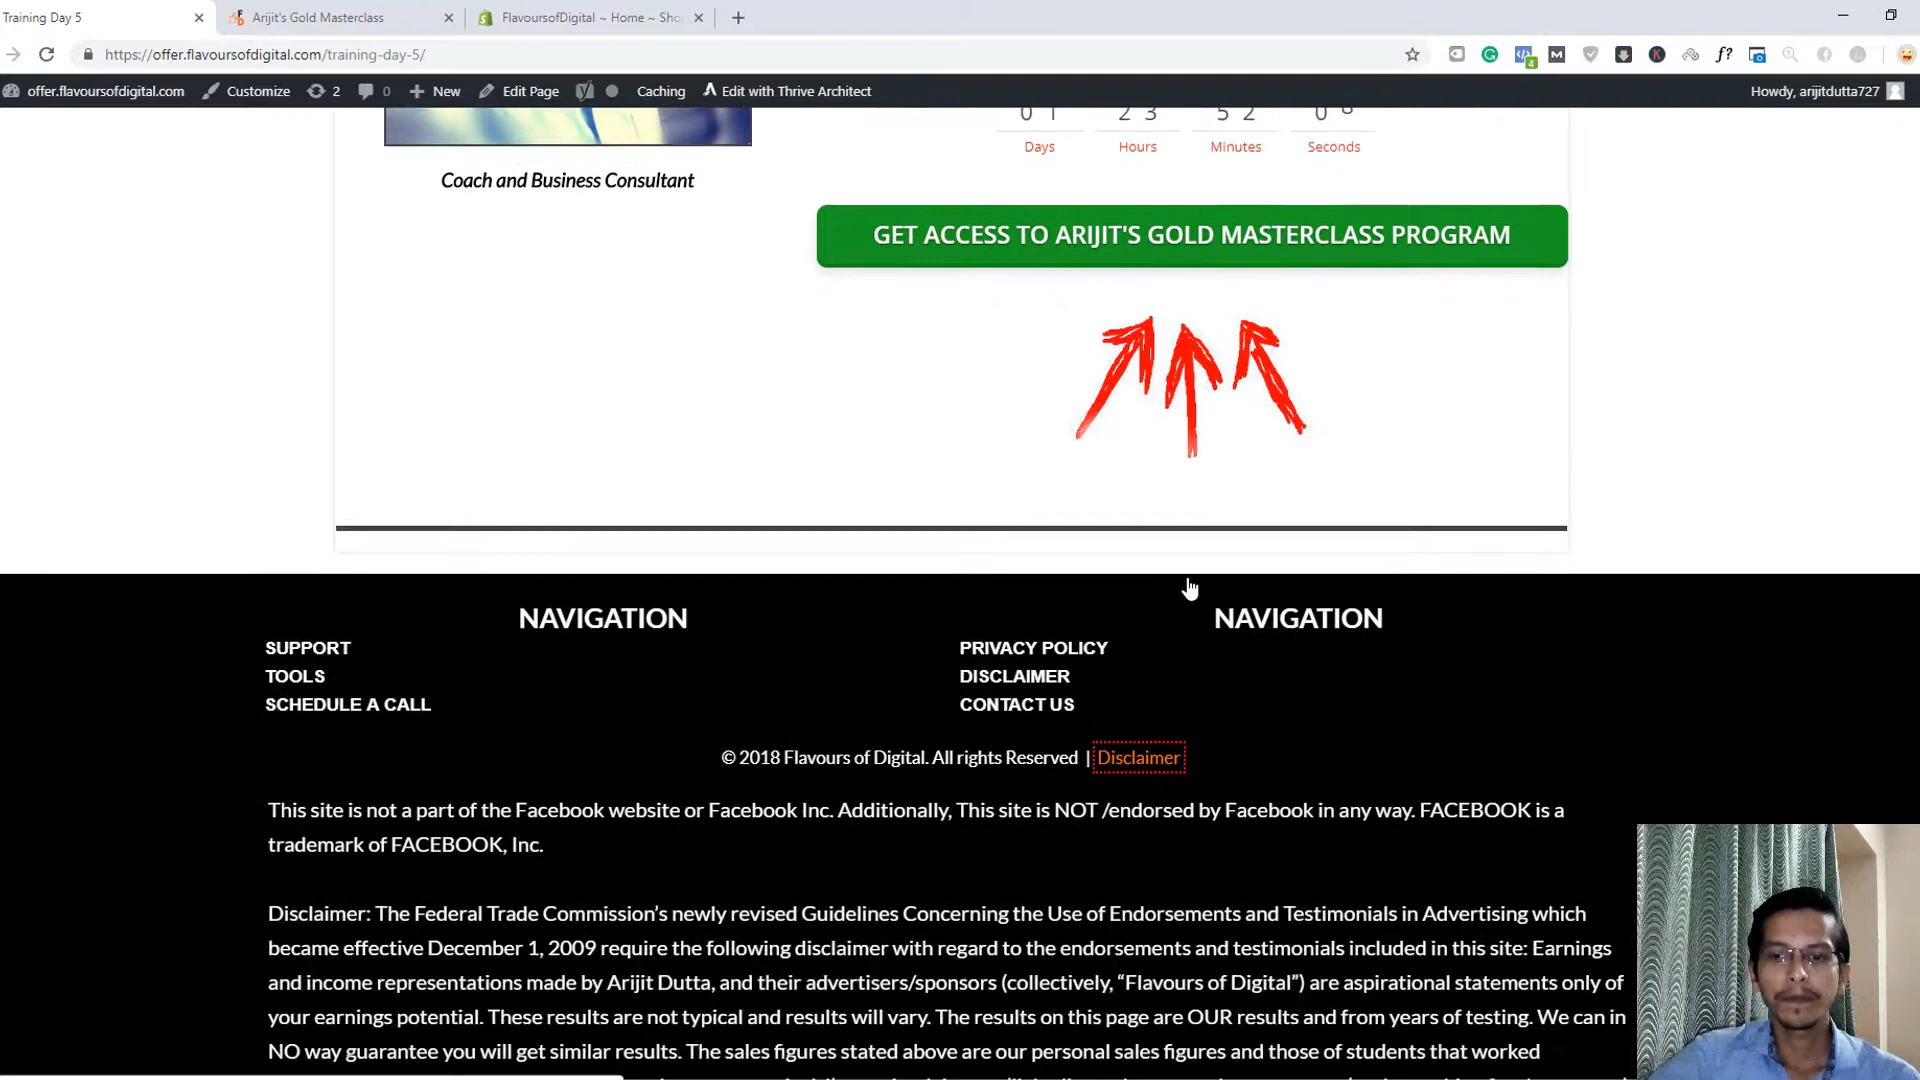 Training Day 5
Arijit's Gold Masterclass
FlavoursofDigital ~ Home ~ Sho
https://offer.flavoursofdigital.com/training-day-5/
offer.flavoursofdigital.com Customize 2 0 New Edit Page Caching Edit with Thrive Architect Howdy, arijitdutta727
01 23 52 0
Days Hours Minutes Seconds
Coach and Business Consultant
GET ACCESS TO ARIJIT'S GOLD MASTERCLASS PROGRAM
NAVIGATION
SUPPORT
TOOLS
SCHEDULE A CALL
NAVIGATION
PRIVACY POLICY
DISCLAIMER
CONTACT US
© 2018 Flavours of Digital. All rights Reserved | Disclaimer
This site is not a part of the Facebook website or Facebook Inc. Additionally, This site is NOT /endorsed by Facebook in any way. FACEBOOK is a
trademark of FACEBOOK, Inc.
Disclaimer: The Federal Trade Commission’s newly revised Guidelines Concerning the Use of Endorsements and Testimonials in Advertising which
became effective December 1, 2009 require the following disclaimer with regard to the endorsements and testimonials included in this site: Earnings
and income representations made by Arijit Dutta, and their advertisers/sponsors (collectively, “Flavours of Digital”) are aspirational statements only of
your earnings potential. These results are not typical and results will vary. The results on this page are OUR results and from years of testing. We can in
NO way guarantee you will get similar results. The sales figures stated above are our personal sales figures and those of students that worked